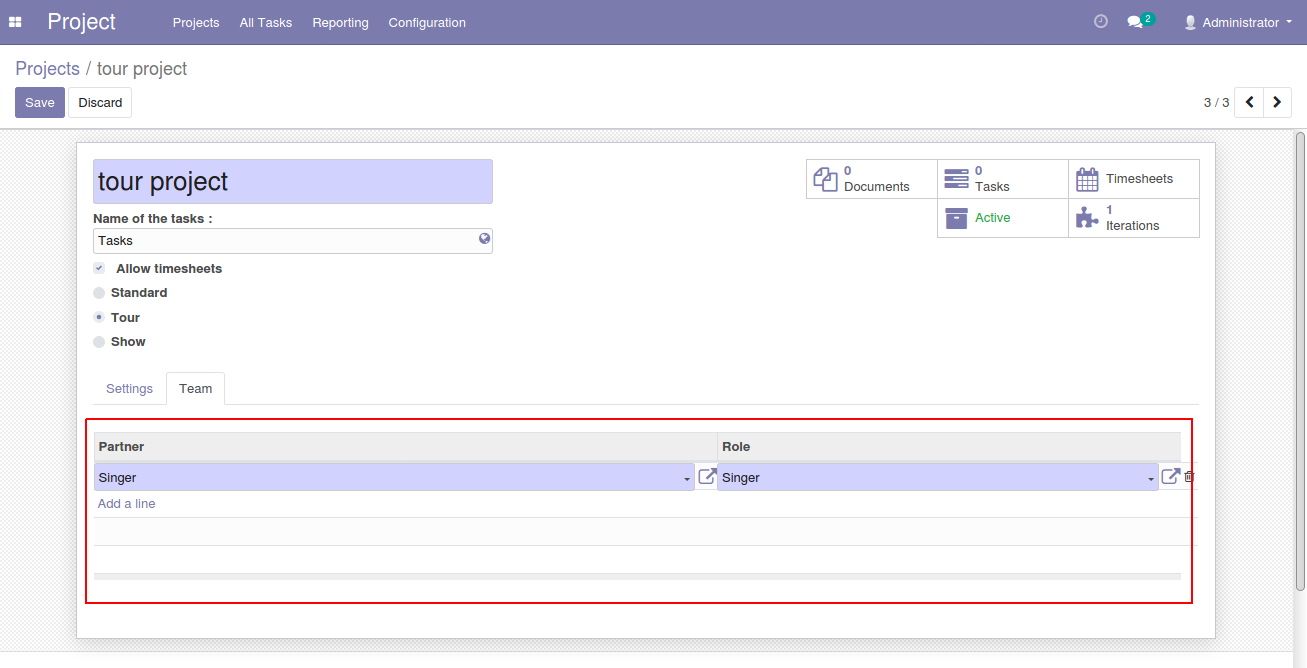 Project Projects All Tasks Reporting Configuration 2 Administrator
Projects / tour project
Save Discard 3 / 3
tour project
0 Documents
0 Tasks
Timesheets
Active
1 Iterations
Name of the tasks :
Tasks
Allow timesheets
Standard
Tour
Show
Settings Team
Partner Role
Singer Singer
Add a line